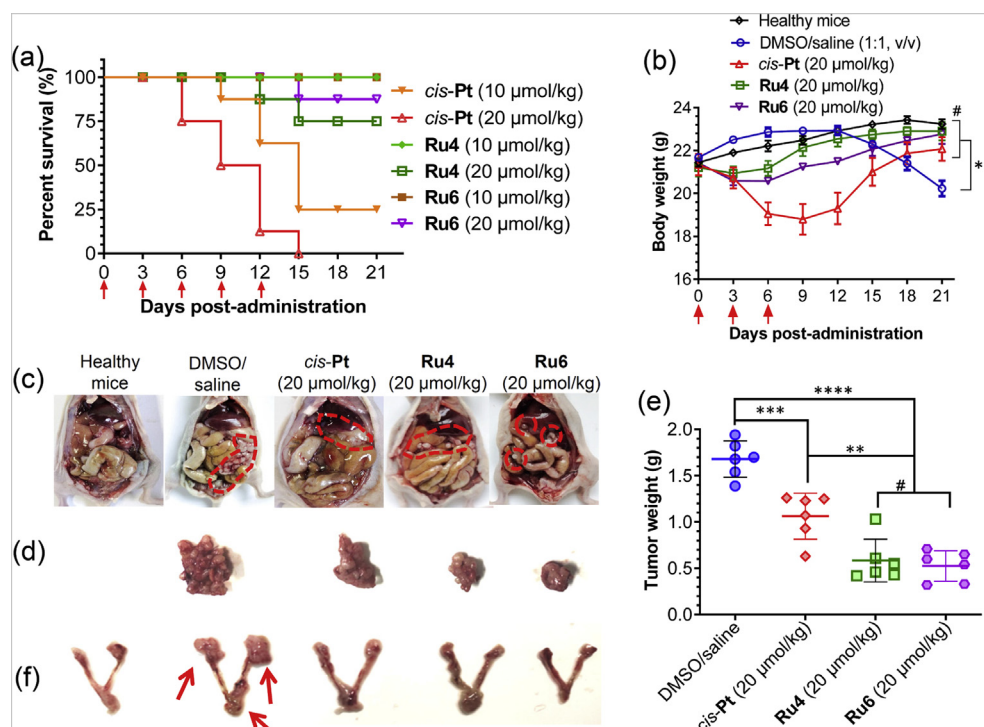 (a)
Percent survival (%)
100
75
50
25
0
0 3 6 9 12 15 18 21
Days post-administration
cis-Pt (10 µmol/kg)
cis-Pt (20 µmol/kg)
Ru4 (10 µmol/kg)
Ru4 (20 µmol/kg)
Ru6 (10 µmol/kg)
Ru6 (20 µmol/kg)
(b)
Healthy mice
DMSO/saline (1:1, v/v)
cis-Pt (20 µmol/kg)
Ru4 (20 µmol/kg)
Ru6 (20 µmol/kg)
Body weight (g)
24
22
20
18
16
#
*
0 3 6 9 12 15 18 21
Days post-administration
(c)
Healthy
mice
DMSO/
saline
cis-Pt
(20 µmol/kg)
Ru4
(20 µmol/kg)
Ru6
(20 µmol/kg)
(d)
(f)
(e)
Tumor weight (g)
2.0
1.5
1.0
0.5
0.0
****
***
**
#
DMSO/saline
cis-Pt (20 µmol/kg)
Ru4 (20 µmol/kg)
Ru6 (20 µmol/kg)